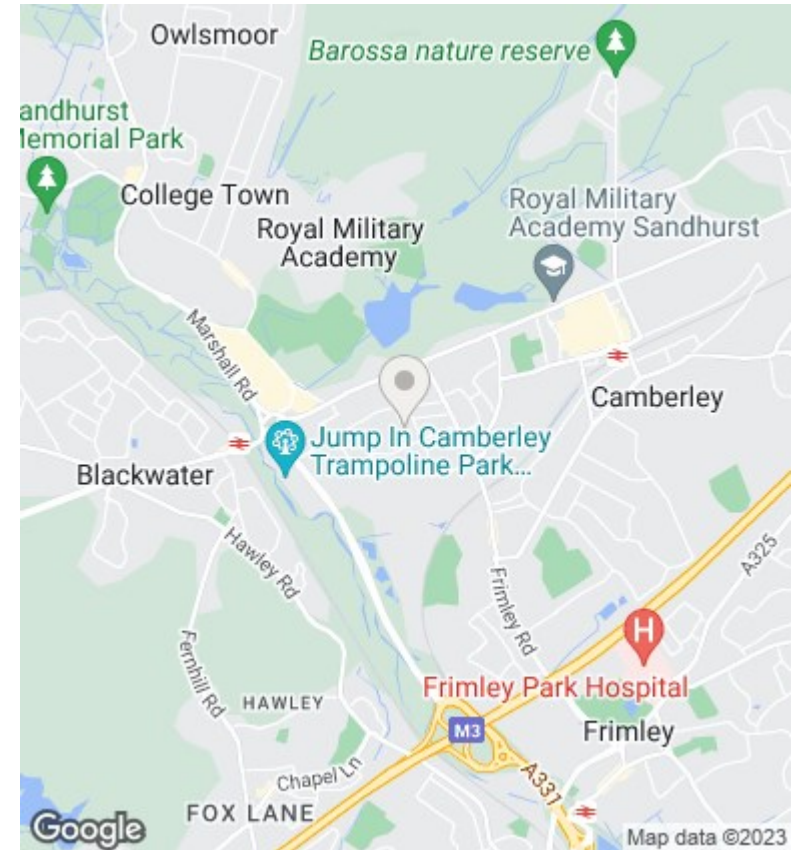 Owlsmoor
Barossa nature reserve
andhurst
Memorial Park
College Town
Royal Military
Academy
Royal Military
Academy Sandhurst
Marshall Rd
Camberley
Jump In Camberley
Trampoline Park...
Blackwater
A325
Hawley Rd
Frimley Rd
Fernhill Rd
H
Frimley Park Hospital
HAWLEY
M3
Frimley
Chapel Ln
A331
FOX LANE
Google
Map data ©2023